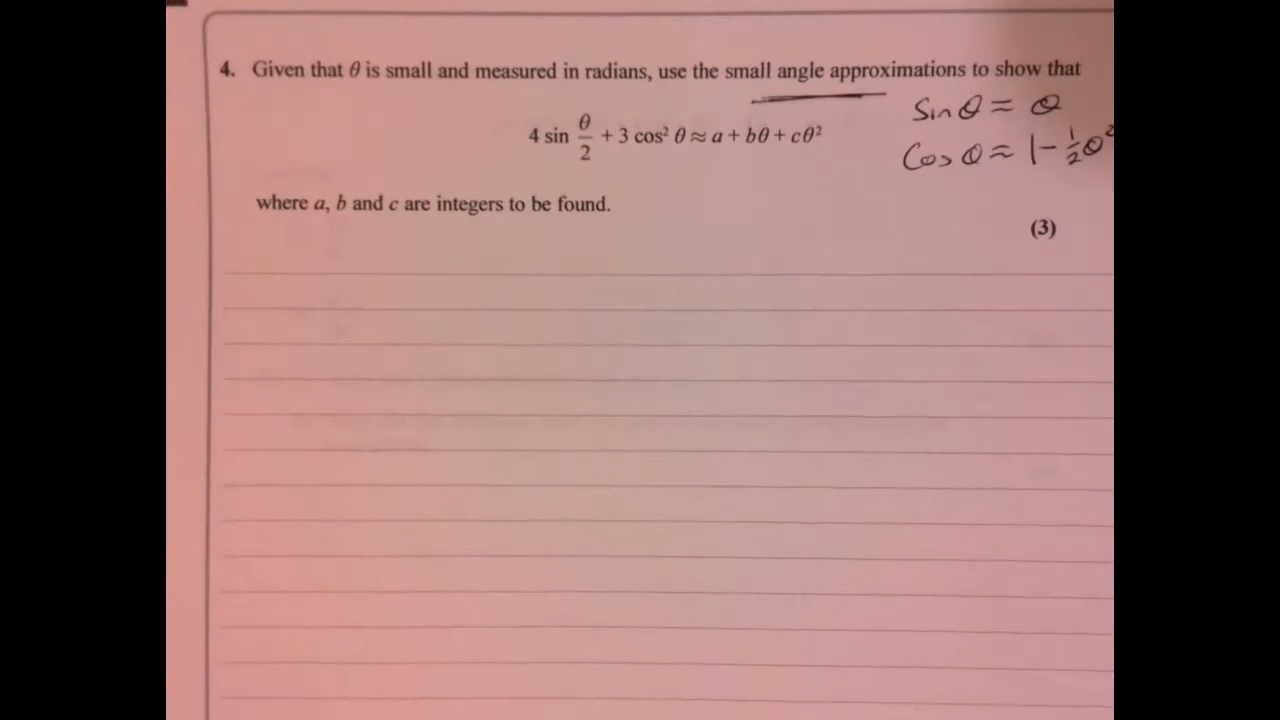 4. Given that θ is small and measured in radians, use the small angle approximations to show that
sin θ ≈ θ
4 sin θ/2 + 3 cos² θ ≈ a + bθ + cθ²
Cos θ ≈ 1 - ½θ²
where a, b and c are integers to be found.
(3)